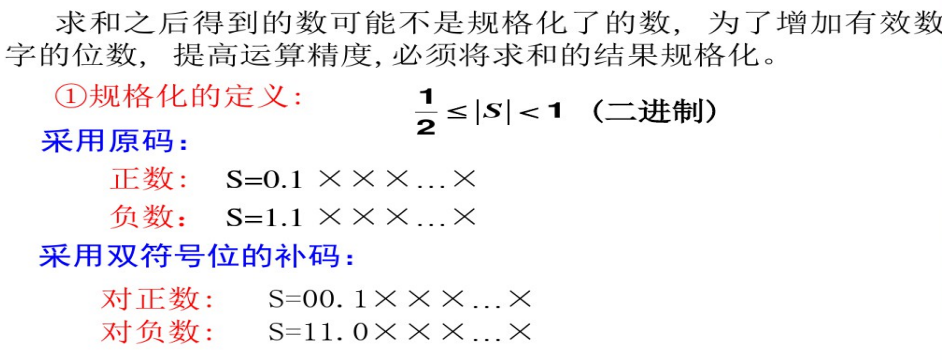 求和之后得到的数可能不是规格化了的数, 为了增加有效数
字的位数, 提高运算精度,必须将求和的结果规格化。
①规格化的定义: 1/2 ≤|S|< 1 (二进制)
采用原码:
正数: S=0.1 ×××…×
负数: S=1.1 ×××…×
采用双符号位的补码:
对正数: S=00. 1×××…×
对负数: S=11. 0×××…×